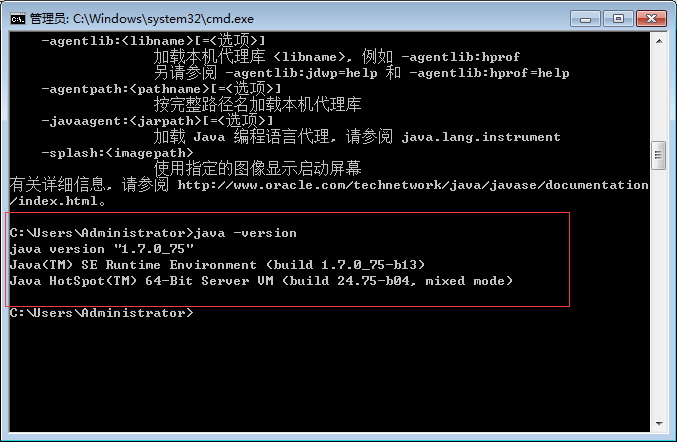 管理员: C:\Windows\system32\cmd.exe
-agentlib:<libname>[=<选项>]
加载本机代理库 <libname>, 例如 -agentlib:hprof
另请参阅 -agentlib:jdwp=help 和 -agentlib:hprof=help
-agentpath:<pathname>[=<选项>]
按完整路径名加载本机代理库
-javaagent:<jarpath>[=<选项>]
加载 Java 编程语言代理, 请参阅 java.lang.instrument
-splash:<imagepath>
使用指定的图像显示启动屏幕
有关详细信息, 请参阅 http://www.oracle.com/technetwork/java/javase/documentation
/index.html。
C:\Users\Administrator>java -version
java version "1.7.0_75"
Java(TM) SE Runtime Environment (build 1.7.0_75-b13)
Java HotSpot(TM) 64-Bit Server VM (build 24.75-b04, mixed mode)
C:\Users\Administrator>